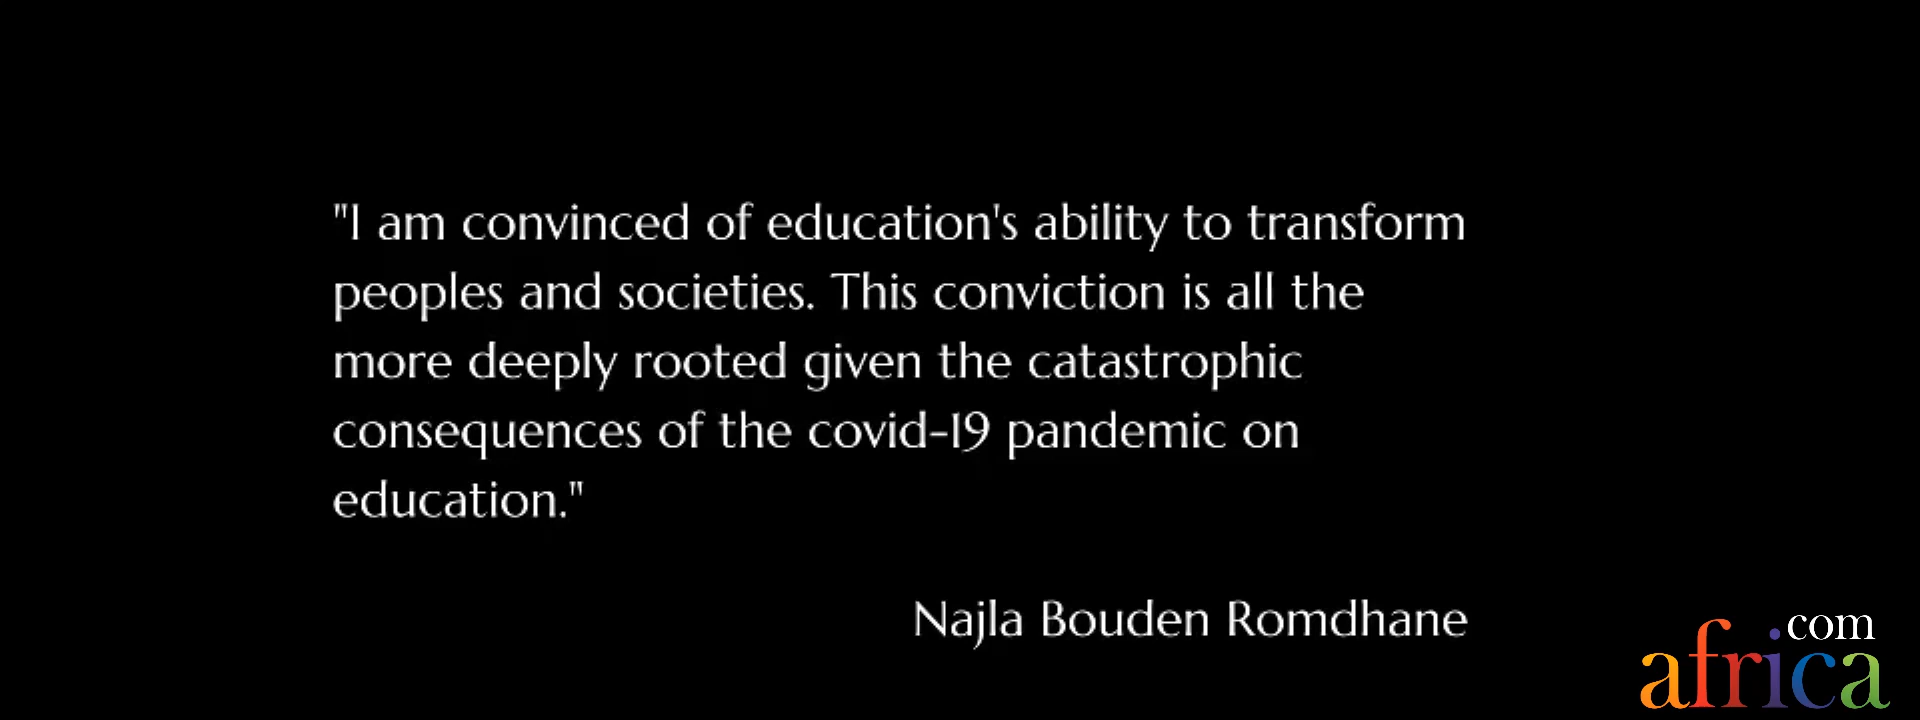 "I am convinced of education's ability to transform
peoples and societies. This conviction is all the
more deeply rooted given the catastrophic
consequences of the covid-19 pandemic on
education."
Najla Bouden Romdhane
com
africa